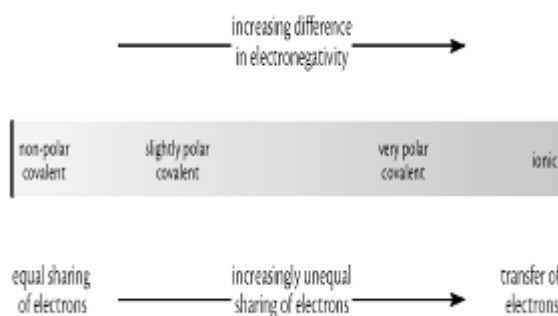 increasing difference
in electronegativity
non-polar
covalent
slightly polar
covalent
very polar
covalent
ionic
equal sharing
of electrons
increasingly unequal
sharing of electrons
transfer of
electrons